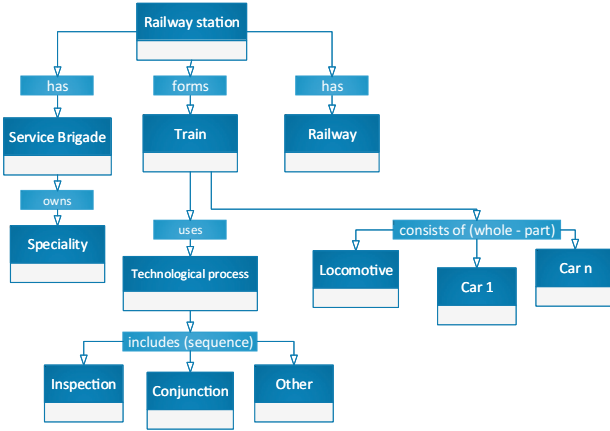 Railway station
has
forms
has
Service Brigade
Train
Railway
owns
uses
consists of (whole - part)
Speciality
Technological process
Locomotive
Car 1
Car n
includes (sequence)
Inspection
Conjunction
Other